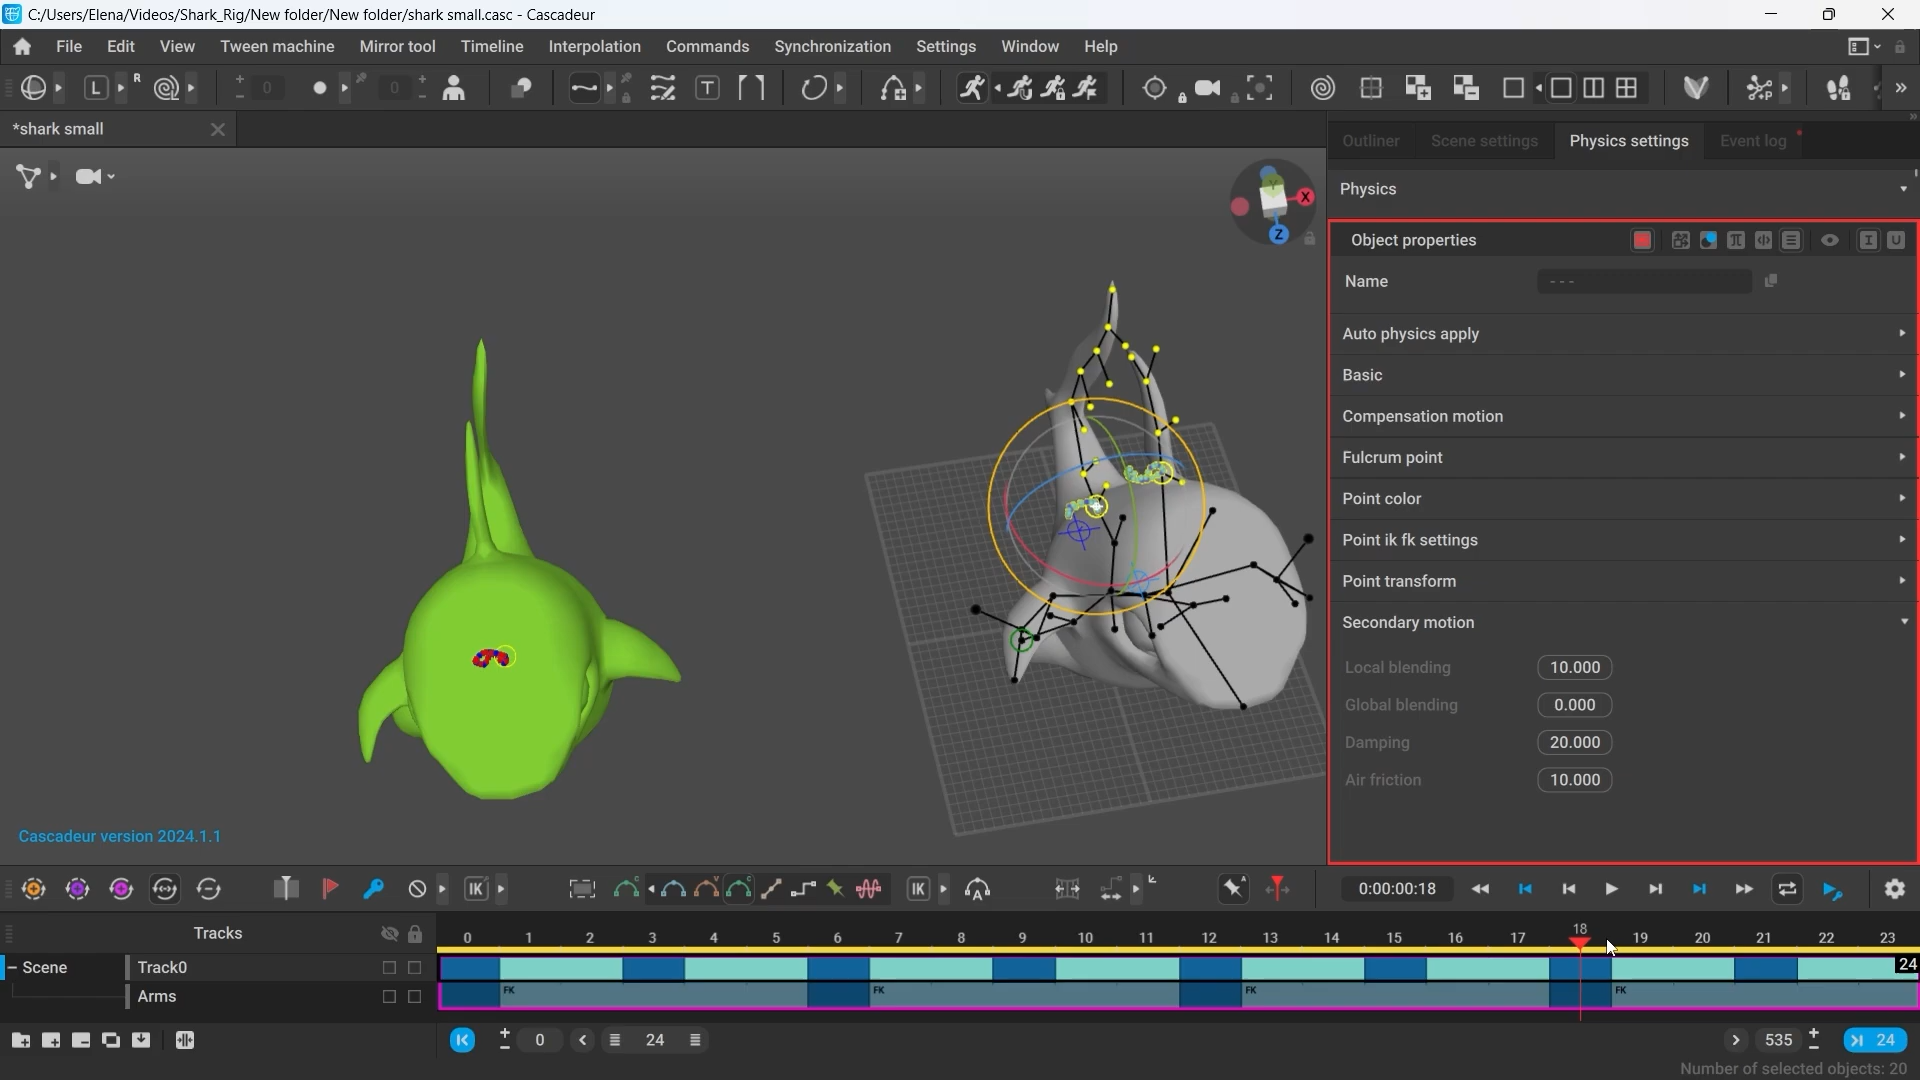 C:/Users/Elena/Videos/Shark_Rig/New folder/New folder/shark small.casc - Cascadeur
File Edit View Tween machine Mirror tool Timeline Interpolation Commands Synchronization Settings Window Help
L R 0 0 T
*shark small
Outliner Scene settings Physics settings Event log
Physics
X
Y
Z
Object properties
Name ---
Auto physics apply
Basic
Compensation motion
Fulcrum point
Point color
Point ik fk settings
Point transform
Secondary motion
Local blending 10.000
Global blending 0.000
Damping 20.000
Air friction 10.000
Cascadeur version 2024.1.1
IK IK 0:00:00:18
Tracks
0 1 2 3 4 5 6 7 8 9 10 11 12 13 14 15 16 17 18 19 20 21 22 23
Scene Track0 24
Arms FK FK FK FK
0 24 535 24
Number of selected objects: 20